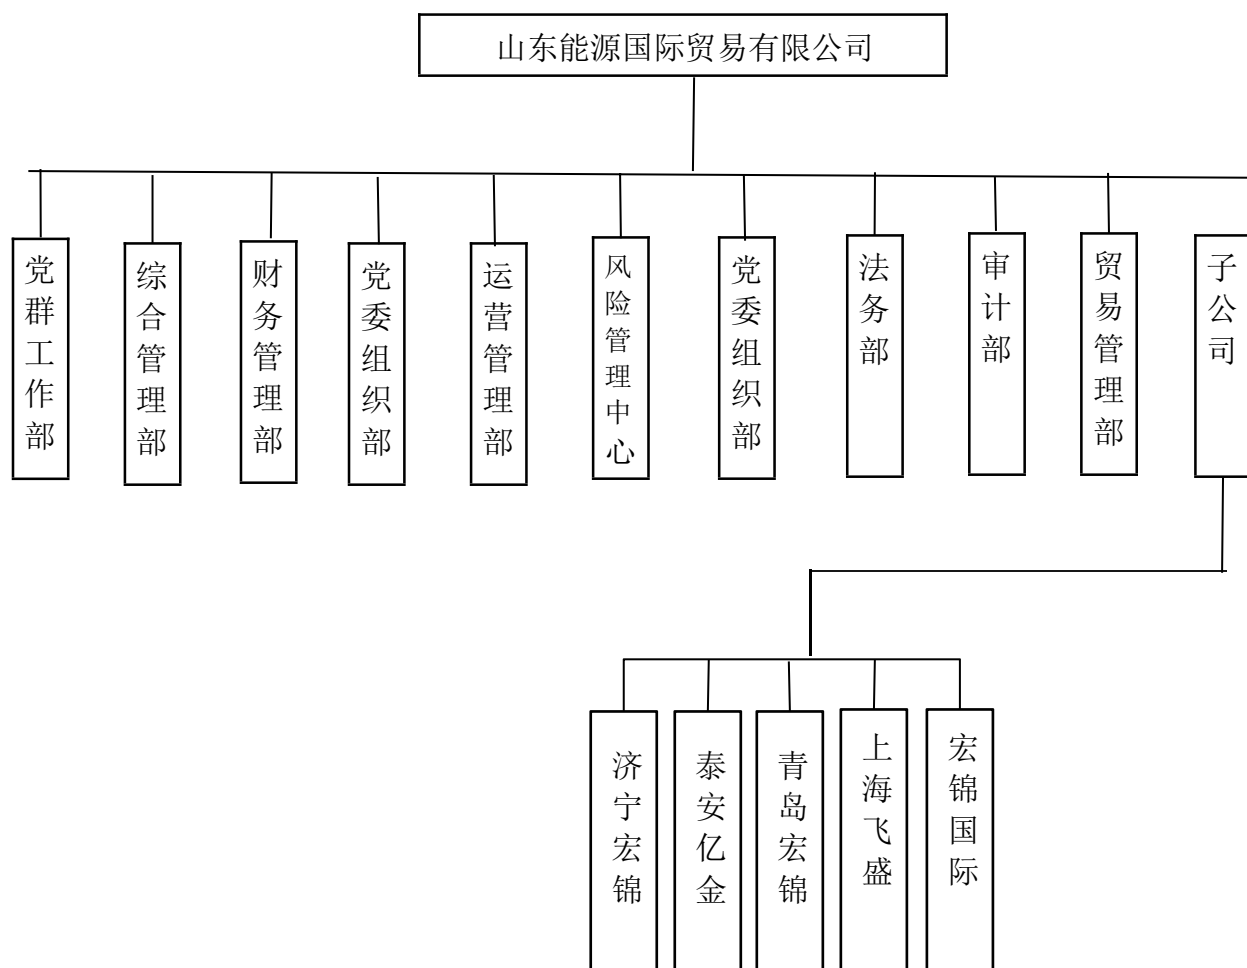 山东能源国际贸易有限公司
党群工作部
综合管理部
财务管理部
党委组织部
运营管理部
风险管理中心
党委组织部
法务部
审计部
贸易管理部
子公司
济宁宏锦
泰安亿金
青岛宏锦
上海飞盛
宏锦国际